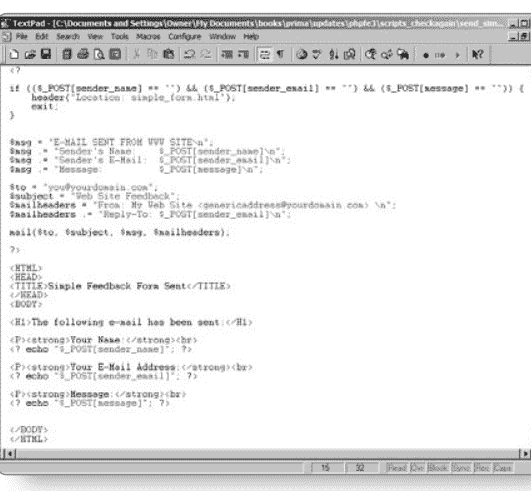 TextPad - [C:\Documents and Settings\Owner\My Documents\books\prima\updates\phpfe3\scripts_checkagain\send_sim...
File Edit Search View Tools Macros Configure Window Help
<?
if (($_POST[sender_name] == "") && ($_POST[sender_email] == "") && ($_POST[message] == "")) {
header("Location: simple_form.html");
exit;
}
$msg = "E-MAIL SENT FROM WWW SITE\n";
$msg .= "Sender's Name: $_POST[sender_name]\n";
$msg .= "Sender's E-Mail: $_POST[sender_email]\n";
$msg .= "Message: $_POST[message]\n";
$to = "you@yourdomain.com";
$subject = "Web Site Feedback";
$mailheaders = "From: My Web Site <genericaddress@yourdomain.com> \n";
$mailheaders .= "Reply-To: $_POST[sender_email]\n";
mail($to, $subject, $msg, $mailheaders);
?>
<HTML>
<HEAD>
<TITLE>Simple Feedback Form Sent</TITLE>
</HEAD>
<BODY>
<H1>The following e-mail has been sent:</H1>
<P><strong>Your Name:</strong><br>
<? echo "$_POST[sender_name]"; ?>
<P><strong>Your E-Mail Address:</strong><br>
<? echo "$_POST[sender_email]"; ?>
<P><strong>Message:</strong><br>
<? echo "$_POST[message]"; ?>
</BODY>
</HTML>
15 32 Read Ovr Block Sync Rec Caps